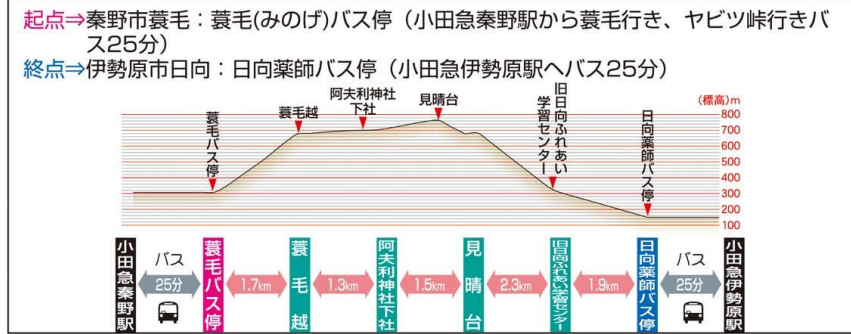 起点⇒秦野市蓑毛：蓑毛(みのげ)バス停（小田急秦野駅から蓑毛行き、ヤビツ峠行きバ
ス25分）
終点⇒伊勢原市日向：日向薬師バス停（小田急伊勢原駅へバス25分）
蓑毛バス停
蓑毛越
阿夫利神社
下社
見晴台
旧日向ふれあい
学習センター
日向薬師バス停
(標高)m
800
700
600
500
400
300
200
100
小田急秦野駅
バス
25分
蓑毛バス停
1.7km
蓑毛越
1.3km
阿夫利神社下社
1.5km
見晴台
2.3km
旧日向ふれあい学習センター
1.9km
日向薬師バス停
バス
25分
小田急伊勢原駅